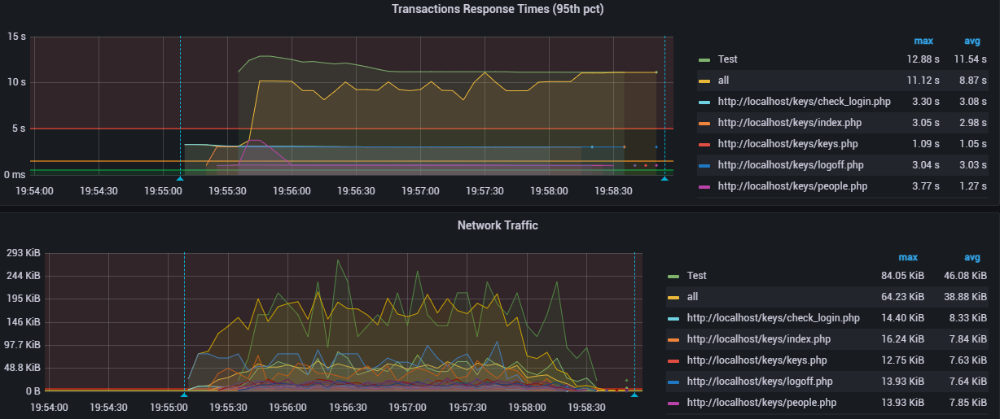 Transactions Response Times (95th pct)
15 s
10 s
5 s
0 ms
19:54:00 19:54:30 19:55:00 19:55:30 19:56:00 19:56:30 19:57:00 19:57:30 19:58:00 19:58:30
max avg
Test 12.88 s 11.54 s
all 11.12 s 8.87 s
http://localhost/keys/check_login.php 3.30 s 3.08 s
http://localhost/keys/index.php 3.05 s 2.98 s
http://localhost/keys/keys.php 1.09 s 1.05 s
http://localhost/keys/logoff.php 3.04 s 3.03 s
http://localhost/keys/people.php 3.77 s 1.27 s
Network Traffic
293 KiB
244 KiB
195 KiB
146 KiB
97.7 KiB
48.8 KiB
0 B
19:54:00 19:54:30 19:55:00 19:55:30 19:56:00 19:56:30 19:57:00 19:57:30 19:58:00 19:58:30
max avg
Test 84.05 KiB 46.08 KiB
all 64.23 KiB 38.88 KiB
http://localhost/keys/check_login.php 14.40 KiB 8.33 KiB
http://localhost/keys/index.php 16.24 KiB 7.84 KiB
http://localhost/keys/keys.php 12.75 KiB 7.63 KiB
http://localhost/keys/logoff.php 13.93 KiB 7.64 KiB
http://localhost/keys/people.php 13.93 KiB 7.85 KiB